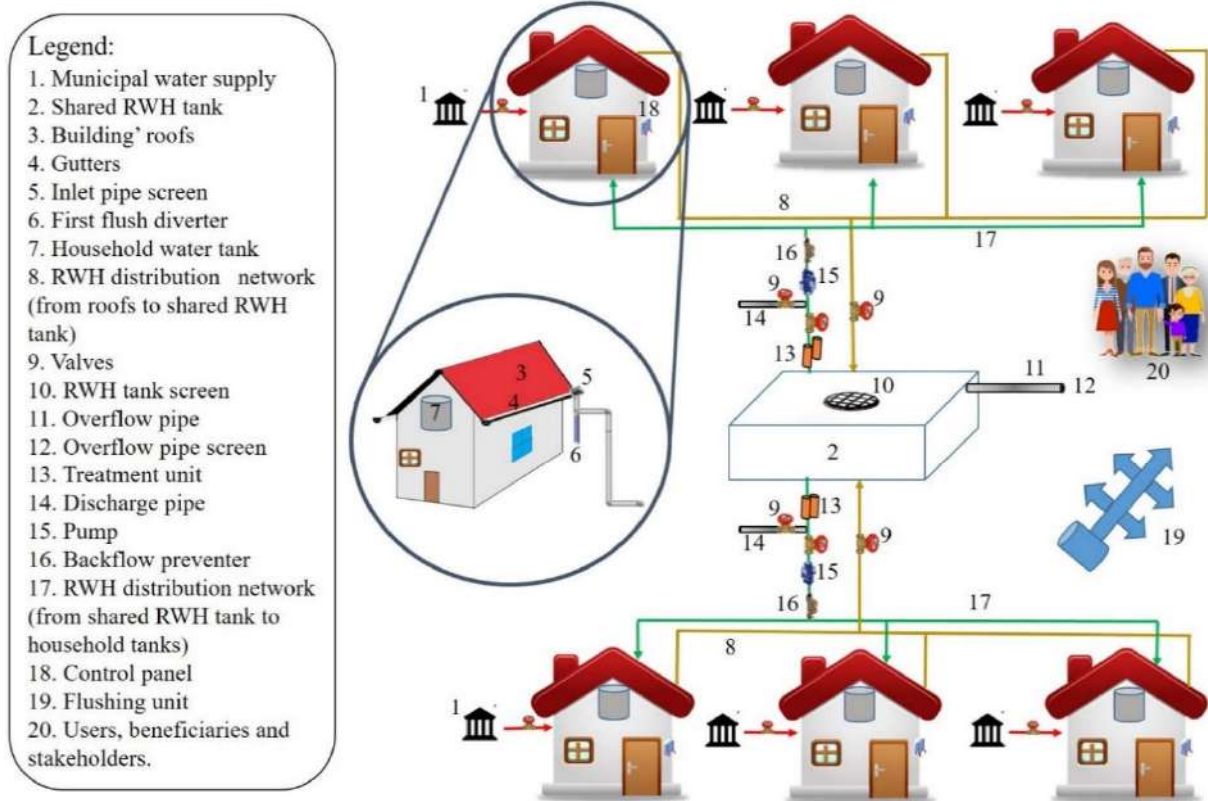 Legend:
1. Municipal water supply
2. Shared RWH tank
3. Building' roofs
4. Gutters
5. Inlet pipe screen
6. First flush diverter
7. Household water tank
8. RWH distribution network
(from roofs to shared RWH
tank)
9. Valves
10. RWH tank screen
11. Overflow pipe
12. Overflow pipe screen
13. Treatment unit
14. Discharge pipe
15. Pump
16. Backflow preventer
17. RWH distribution network
(from shared RWH tank to
household tanks)
18. Control panel
19. Flushing unit
20. Users, beneficiaries and
stakeholders.
1
18
8
17
16
15
9
9
14
13
20
10
11
12
2
3
5
4
7
6
13
9
9
14
19
15
16
17
8
1